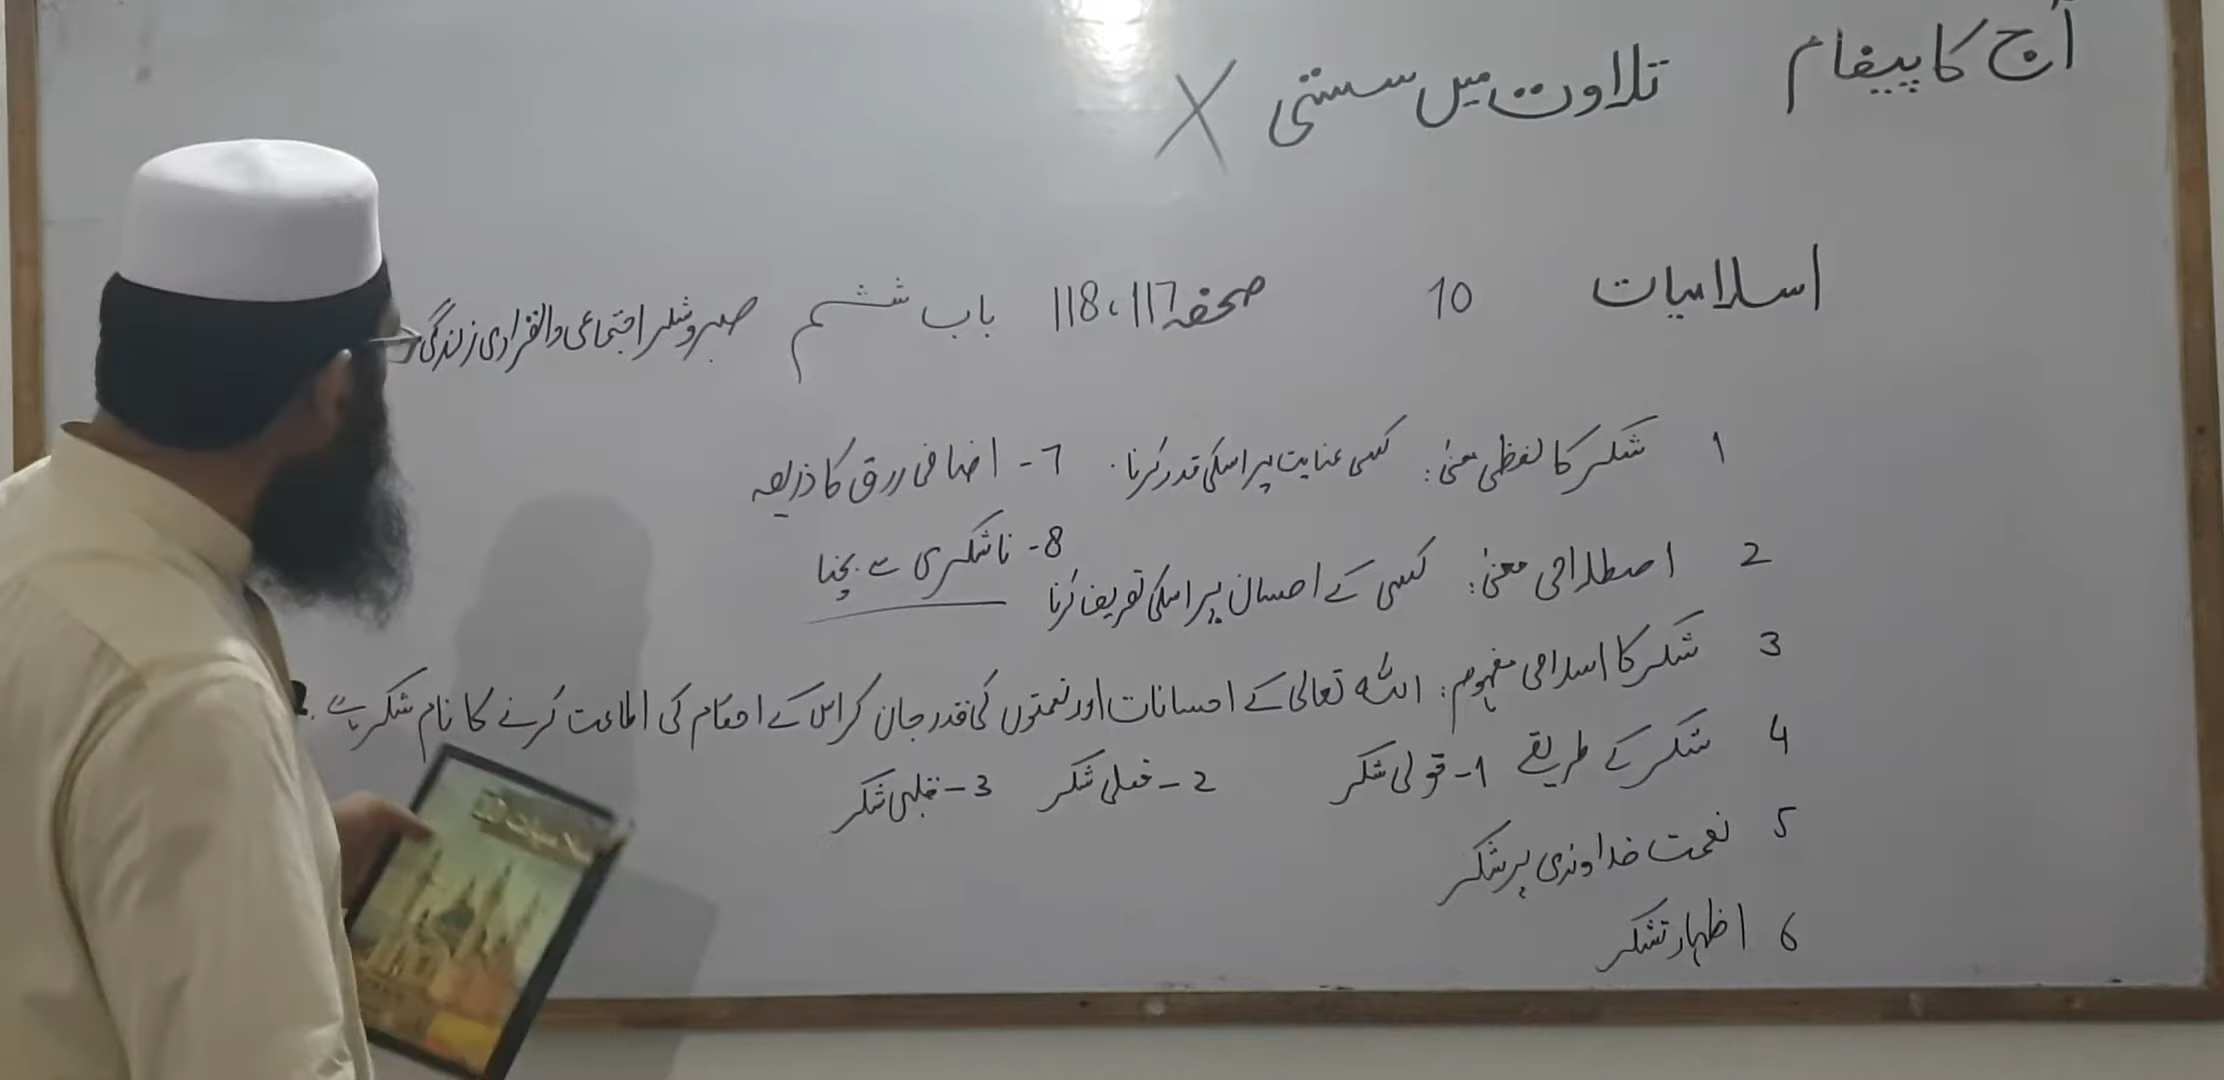 آج کا پیغام تلاوت میں سستی X
اسلامیات 10 صحفہ 117، 118 باب ششم صبر و شکر اجتماعی و انفرادی زندگی
1 شکر کا لفظی معنیٰ: کسی عنایت پر اسکی قدر کرنا۔
2 اصطلاحی معنیٰ: کسی کے احسان پر اسکی تعریف کرنا
3 شکر کا اسلامی مفہوم: اللہ تعالیٰ کے احسانات اور نعمتوں کی قدر جان کر اس کے احکام کی اطاعت کرنے کا نام شکر ہے۔
4 شکر کے طریقے 1- قولی شکر 2- فعلی شکر 3- قلبی شکر
5 نعمت خداوندی پر شکر
6 اظہار تشکر
7- اضافی رزق کا ذریعہ
8- ناشکری سے بچنا